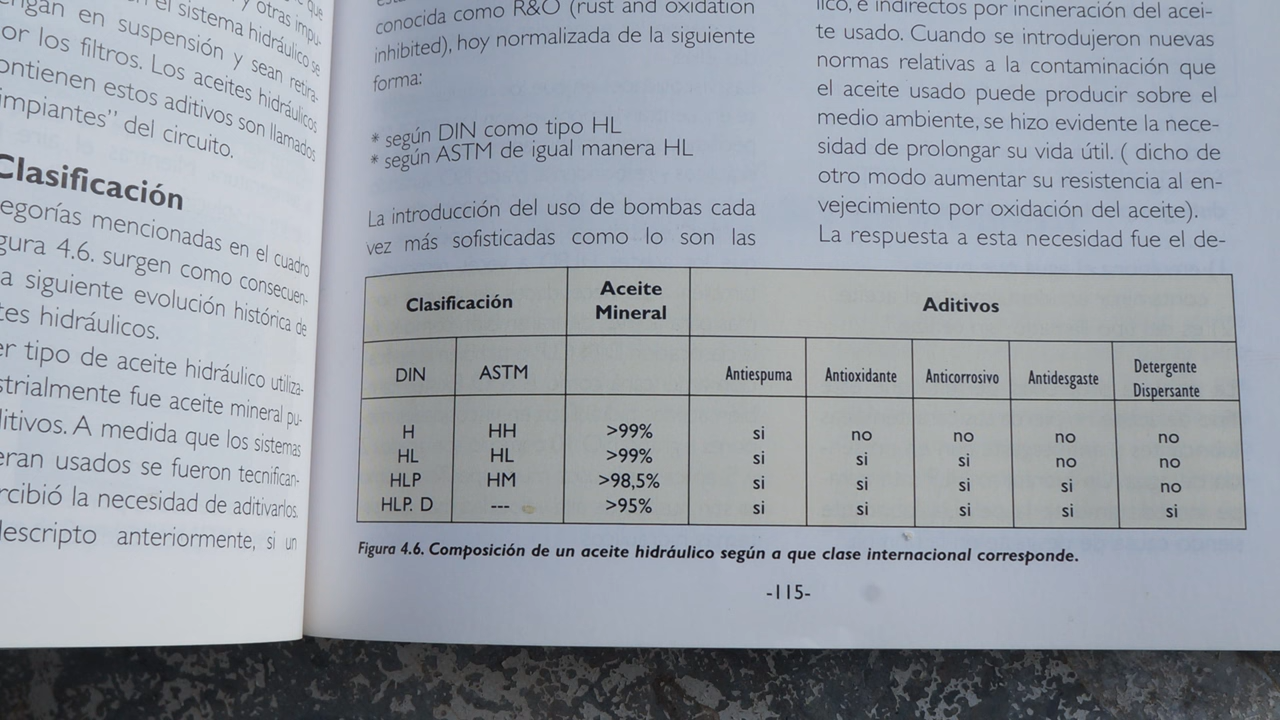 n el sistema hidráulico se
y otras impu-
ngan en suspensión y sean retira-
or los filtros. Los aceites hidráulicos
ontienen estos aditivos son llamados
impiantes” del circuito.
Clasificación
egorías mencionadas en el cuadro
gura 4.6. surgen como consecuen-
a siguiente evolución histórica de
tes hidráulicos.
er tipo de aceite hidráulico utiliza-
strialmente fue aceite mineral pu-
ditivos. A medida que los sistemas
eran usados se fueron tecnifican-
rcibió la necesidad de aditivarlos.
descripto anteriormente, si un
conocida como R&O (rust and oxidation
inhibited), hoy normalizada de la siguiente
forma:
* según DIN como tipo HL
* según ASTM de igual manera HL
La introducción del uso de bombas cada
vez más sofisticadas como lo son las
lico, e indirectos por incineración del acei-
te usado. Cuando se introdujeron nuevas
normas relativas a la contaminación que
el aceite usado puede producir sobre el
medio ambiente, se hizo evidente la nece-
sidad de prolongar su vida útil. ( dicho de
otro modo aumentar su resistencia al en-
vejecimiento por oxidación del aceite).
La respuesta a esta necesidad fue el de-
Clasificación Aceite Mineral Aditivos
DIN ASTM Antiespuma Antioxidante Anticorrosivo Antidesgaste Detergente Dispersante
H HH >99% si no no no no
HL HL >99% si si si no no
HLP HM >98,5% si si si si no
HLP. D --- >95% si si si si si
Figura 4.6. Composición de un aceite hidráulico según a que clase internacional corresponde.
-115-